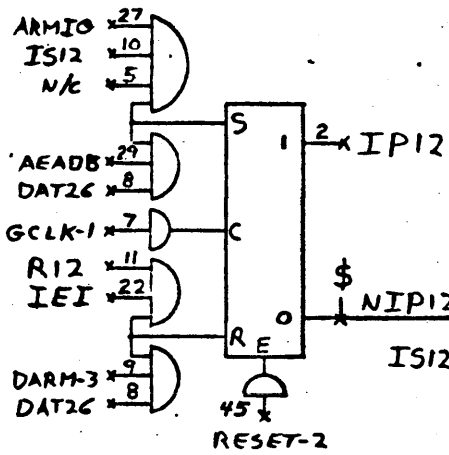 ARMIO 27
IS12 10
N/C 5
S
1 2 IP12
AEADB 29
DAT26 8
GCLK-1 7
C
R12 11
IEI 22
$
0 NIP12
R E
IS12
DARM-3 9
DAT26 8
45
RESET-2